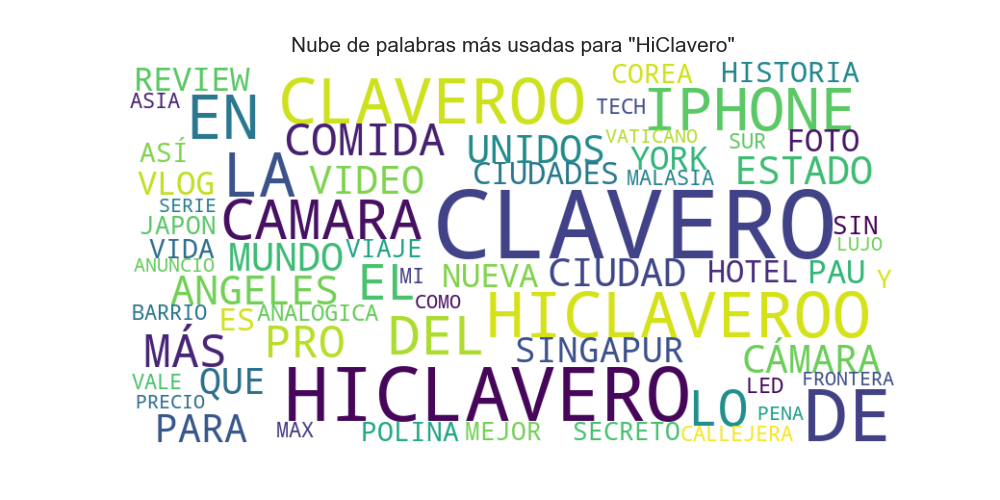 Nube de palabras más usadas para "HiClavero"
REVIEW
COREA
HISTORIA
ASIA
EN
CLAVEROO
TECH
IPHONE
COMIDA
UNIDOS
VATICANO
SUR
FOTO
ASÍ
LA
VIDEO
CIUDADES
YORK
MALASIA
ESTADO
VLOG
SERIE
CAMARA
CLAVERO
SIN
JAPON
LUJO
VIDA
MUNDO
VIAJE
ANUNCIO
EL
MI
NUEVA
CIUDAD
HOTEL
PAU
Y
ANGELES
COMO
BARRIO
ES
ANALOGICA
HICLAVEROO
MÁS
PRO
DEL
SINGAPUR
CÁMARA
VALE
QUE
HICLAVERO
LED
FRONTERA
PRECIO
LO
PENA
DE
PARA
MAX
POLINA
MEJOR
SECRETO
CALLEJERA